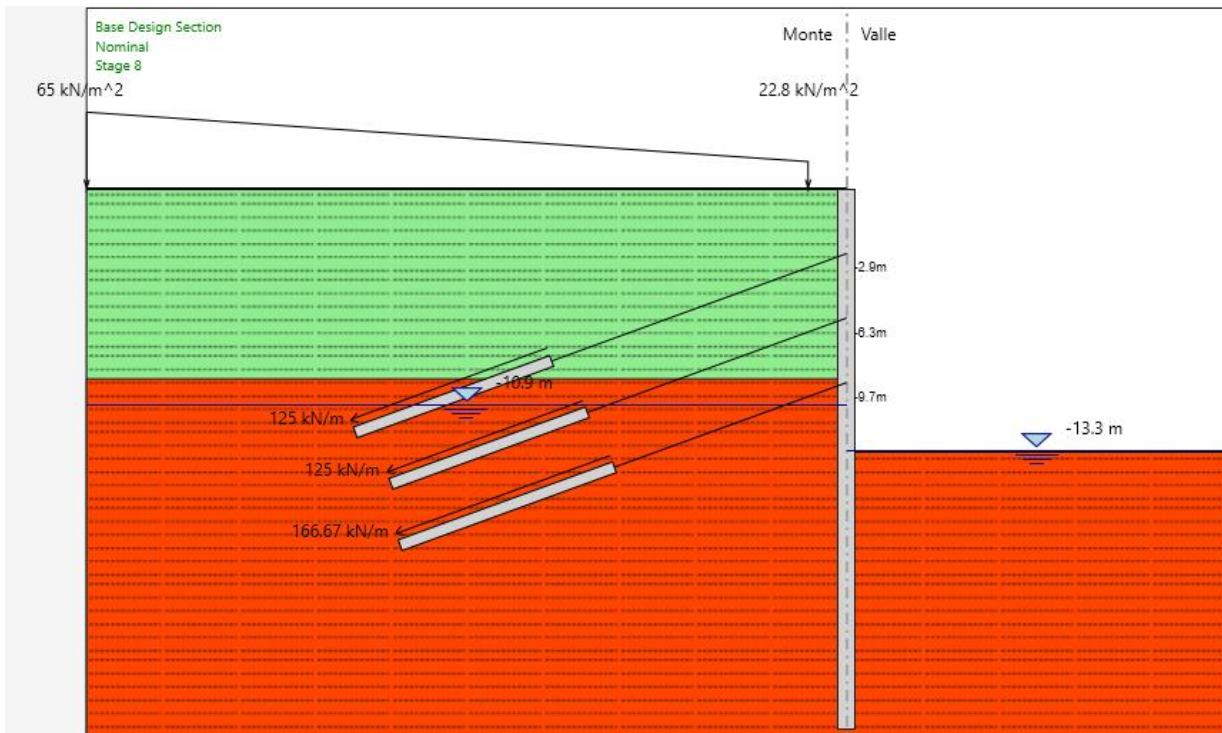 Base Design Section
Nominal
Stage 8
Monte
Valle
65 kN/m^2
22.8 kN/m^2
-2.9m
-6.3m
-10.9 m
-9.7m
125 kN/m
-13.3 m
125 kN/m
166.67 kN/m